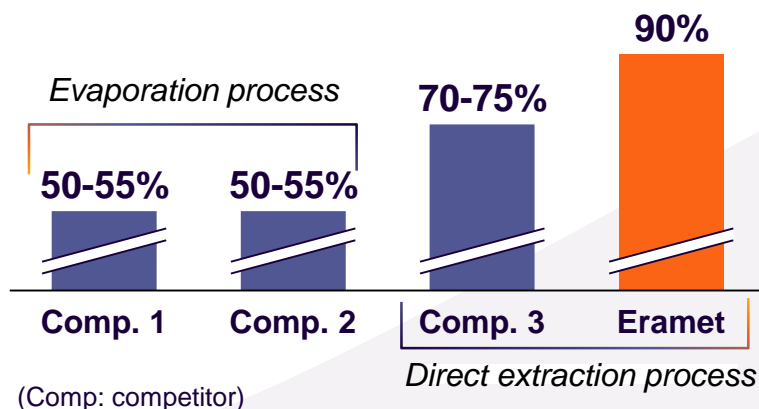 90%
Evaporation process
70-75%
50-55% 50-55%
Comp. 1 Comp. 2 Comp. 3 Eramet
Direct extraction process
(Comp: competitor)